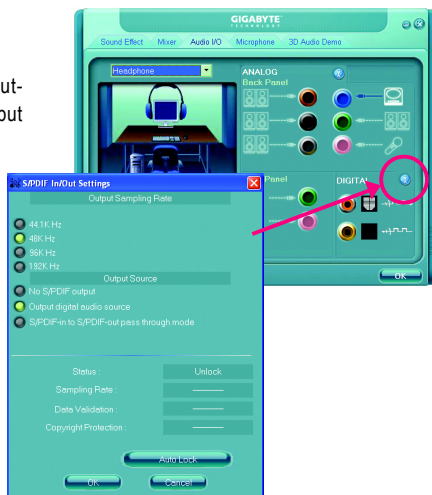 GIGABYTE
TECHNOLOGY
Sound Effect Mixer Audio I/O Microphone 3D Audio Demo
Headphone
ANALOG
Back Panel
Panel
DIGITAL
OK
out-
out
S/PDIF In/Out Settings
Output Sampling Rate
44.1K Hz
48K Hz
96K Hz
192K Hz
Output Source
No S/PDIF output
Output digital audio source
S/PDIF-in to S/PDIF-out pass through mode
Status : Unlock
Sampling Rate :
Data Validation :
Copyright Protection :
Auto Lock
OK Cancel